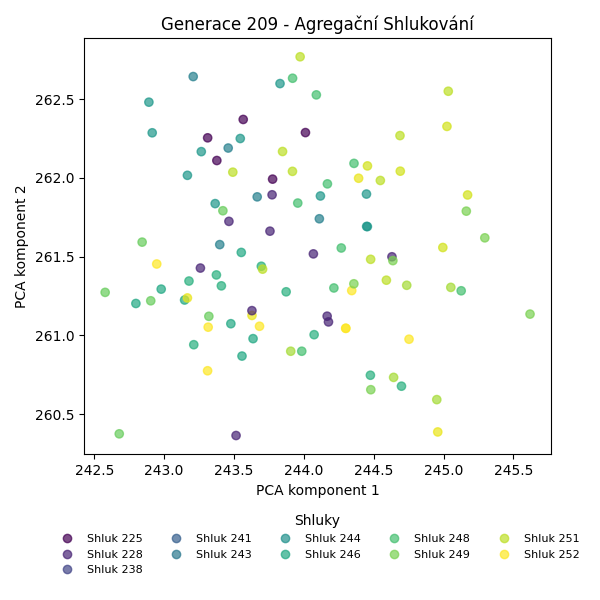 Generace 209 - Agregační Shlukování
PCA komponent 2
262.5
262.0
261.5
261.0
260.5
242.5 243.0 243.5 244.0 244.5 245.0 245.5
PCA komponent 1
Shluky
Shluk 225 Shluk 241 Shluk 244 Shluk 248 Shluk 251
Shluk 228 Shluk 243 Shluk 246 Shluk 249 Shluk 252
Shluk 238